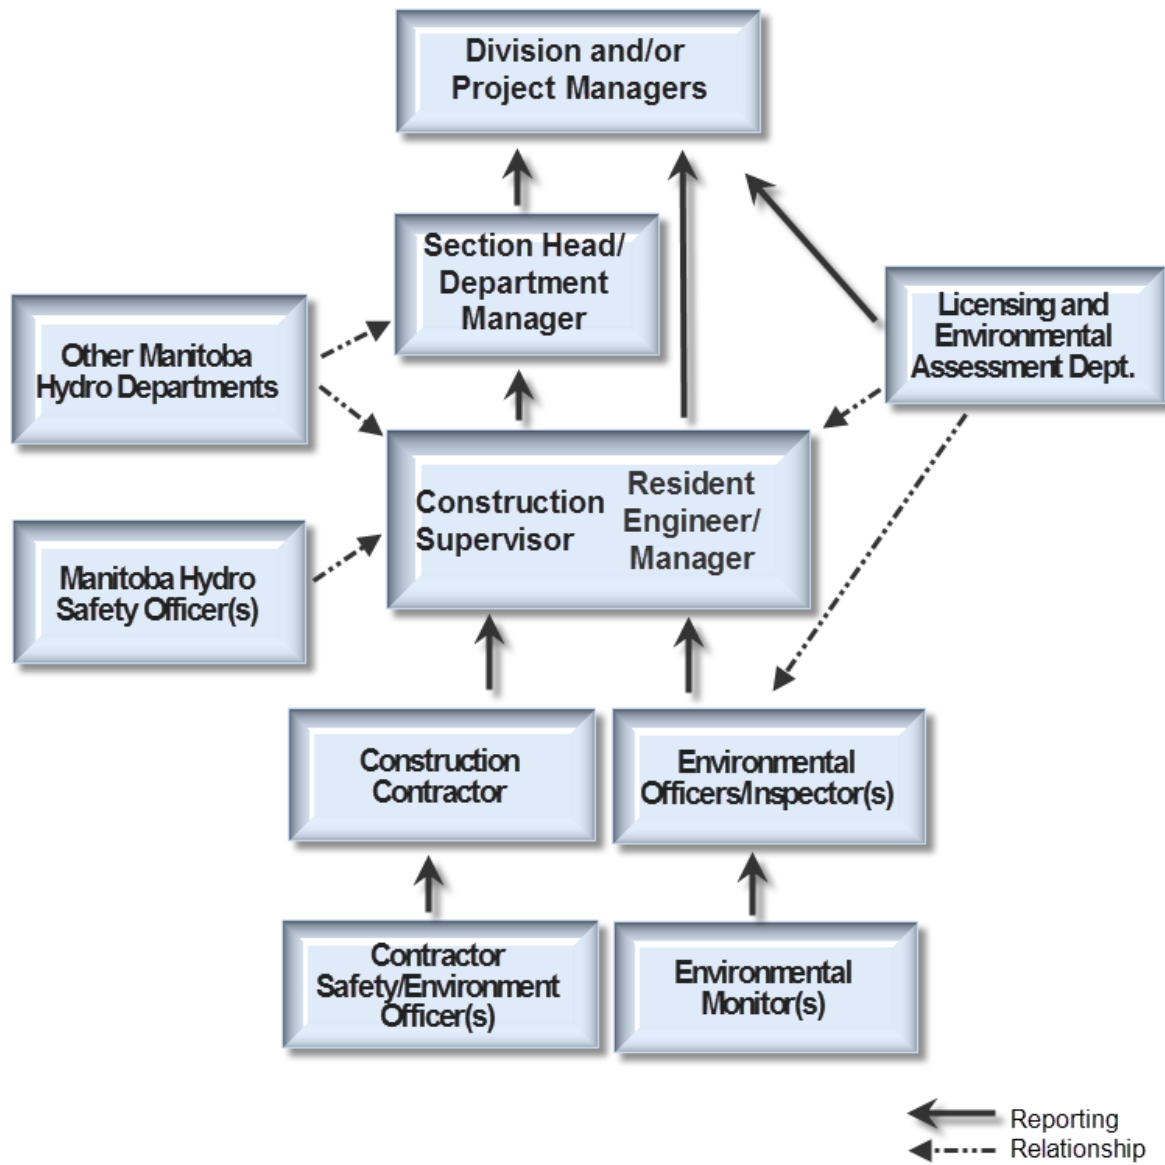 Division and/or
Project Managers
Section Head/
Department
Manager
Licensing and
Environmental
Assessment Dept.
Other Manitoba
Hydro Departments
Construction
Supervisor
Resident
Engineer/
Manager
Manitoba Hydro
Safety Officer(s)
Construction
Contractor
Environmental
Officers/Inspector(s)
Contractor
Safety/Environment
Officer(s)
Environmental
Monitor(s)
Reporting
Relationship